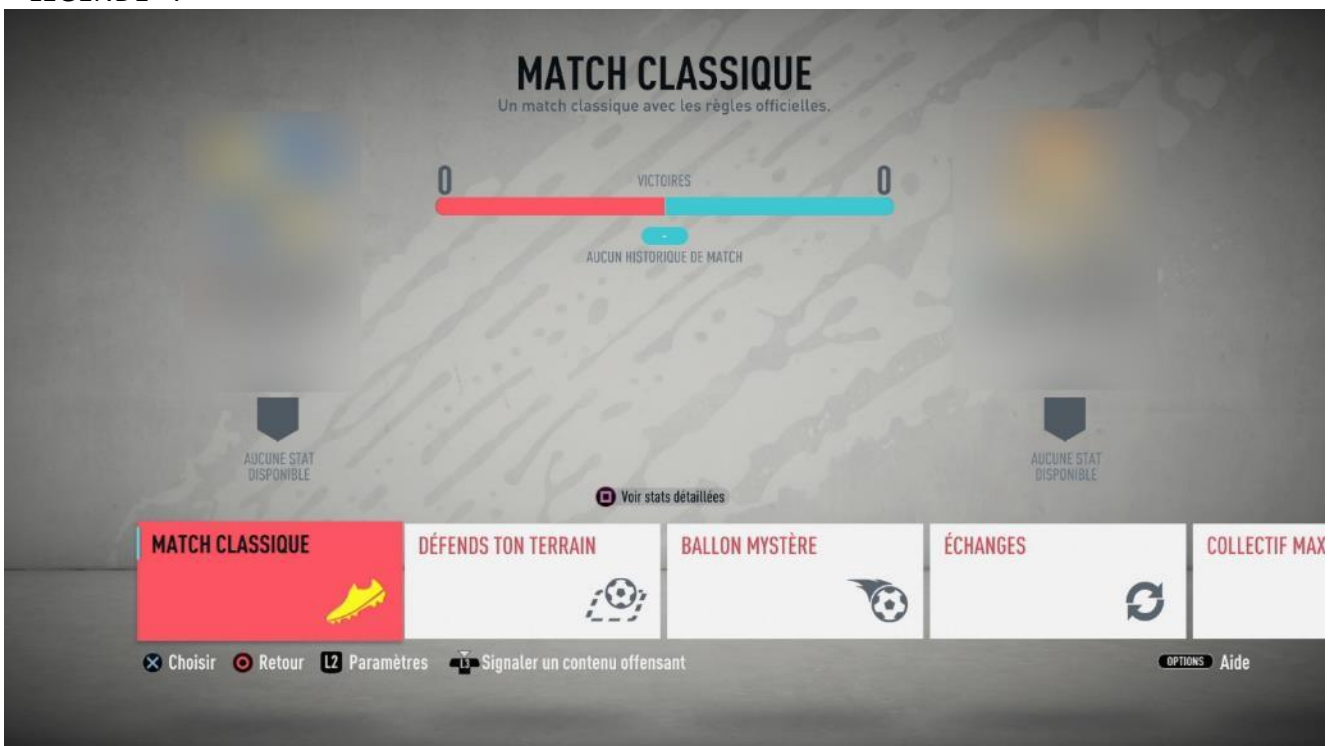 MATCH CLASSIQUE
Un match classique avec les règles officielles.
0 VICTOIRES 0
-
AUCUN HISTORIQUE DE MATCH
AUCUNE STAT
DISPONIBLE
AUCUNE STAT
DISPONIBLE
Voir stats détaillées
MATCH CLASSIQUE
DÉFENDS TON TERRAIN
BALLON MYSTÈRE
ÉCHANGES
COLLECTIF MAX
Choisir Retour L2 Paramètres L3 Signaler un contenu offensant OPTIONS Aide